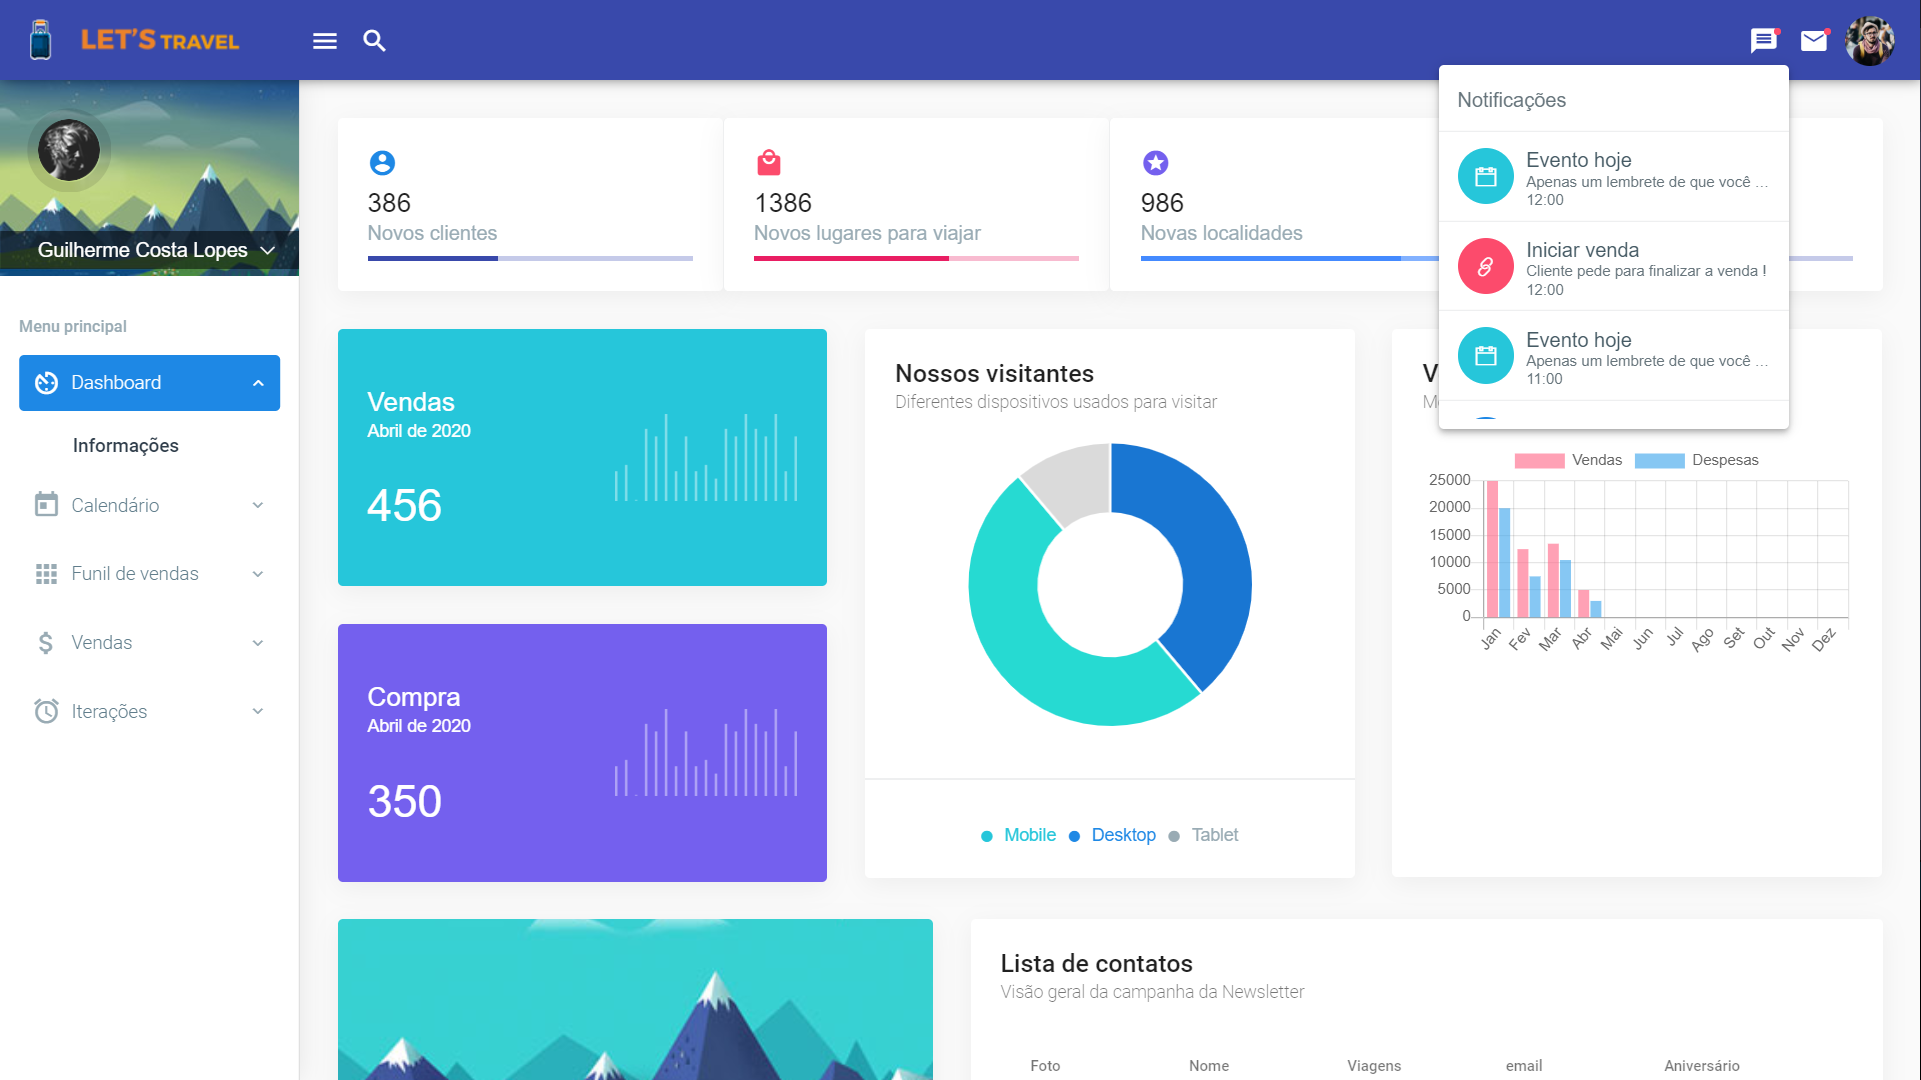 LET'S TRAVEL
Guilherme Costa Lopes
Menu principal
Dashboard
Informações
Calendário
Funil de vendas
Vendas
Iterações
386
Novos clientes
1386
Novos lugares para viajar
986
Novas localidades
Notificações
Evento hoje
Apenas um lembrete de que você ...
12:00
Iniciar venda
Cliente pede para finalizar a venda !
12:00
Evento hoje
Apenas um lembrete de que você ...
11:00
Vendas
Abril de 2020
456
Compra
Abril de 2020
350
Nossos visitantes
Diferentes dispositivos usados para visitar
Mobile Desktop Tablet
Vendas Despesas
25000
20000
15000
10000
5000
0
Jan Fev Mar Abr Mai Jun Jul Ago Set Out Nov Dez
Lista de contatos
Visão geral da campanha da Newsletter
Foto Nome Viagens email Aniversário